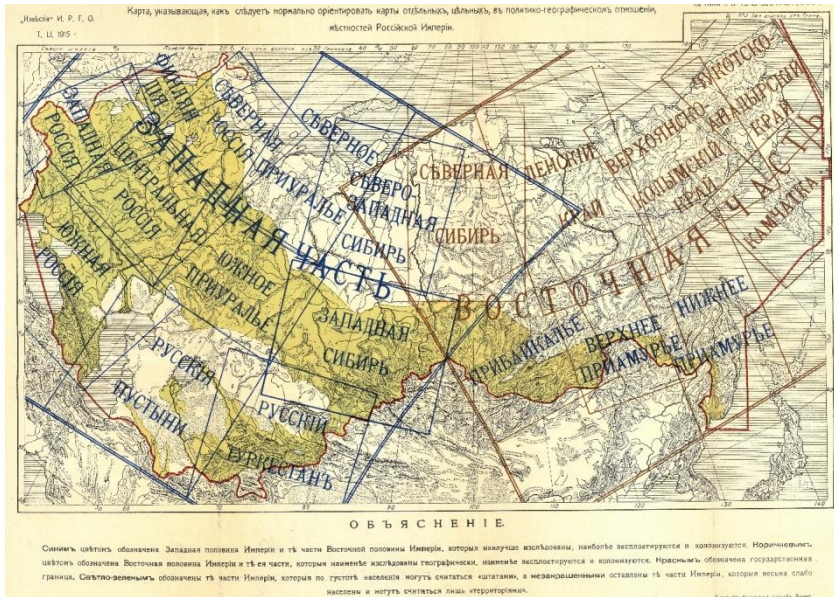 „Извѣстія“ И. Р. Г. О.
Т. LI, 1915 г.
Карта, указывающая, какъ слѣдуетъ нормально ориентировать карты отдѣльныхъ, цѣльныхъ, въ политико-географическомъ отношеніи,
мѣстностей Россійской Имперіи.
ЗАПАДНАЯ РОССІЯ
ФИНЛЯНДІЯ
СѢВЕРНАЯ РОССІЯ
ПРИУРАЛЬЕ
СѢВЕРНОЕ
СѢВЕРО-ЗАПАДНАЯ СИБИРЬ
СѢВЕРНАЯ СИБИРЬ
ЛЕНСКІЙ КРАЙ
ВЕРХОЯНСКО-КОЛЫМСКІЙ КРАЙ
ЧУКОТСКО-АНАДЫРСКІЙ КРАЙ
КАМЧАТКА
ЗАПАДНАЯ ЧАСТЬ
ВОСТОЧНАЯ ЧАСТЬ
ЦЕНТРАЛЬНАЯ РОССІЯ
ЮЖНАЯ РОССІЯ
ЮЖНОЕ ПРИУРАЛЬЕ
ЗАПАДНАЯ СИБИРЬ
ПРИБАЙКАЛЬЕ
ВЕРХНЕЕ ПРИАМУРЬЕ
НИЖНЕЕ ПРИАМУРЬЕ
РУССКІЯ ПУСТЫНИ
РУССКІЙ ТУРКЕСТАНЪ
ОБЪЯСНЕНІЕ.
Синимъ цвѣтомъ обозначена Западная половина Имперіи и тѣ части Восточной половины Имперіи, которыя наилучше изслѣдованы, наиболѣе эксплоатируются и колонизуются. Коричневымъ
цвѣтомъ обозначена Восточная половина Имперіи и тѣ ея части, которыя наименѣе изслѣдованы географически, наименѣе эксплоатируются и колонизуются. Краснымъ обозначена государственная
граница. Свѣтло-зеленымъ обозначены тѣ части Имперіи, которыя по густотѣ населенія могутъ считаться «штатами», а незакрашенными оставлены тѣ части Имперіи, которыя весьма слабо
населены и могутъ считаться лишь «территоріями».